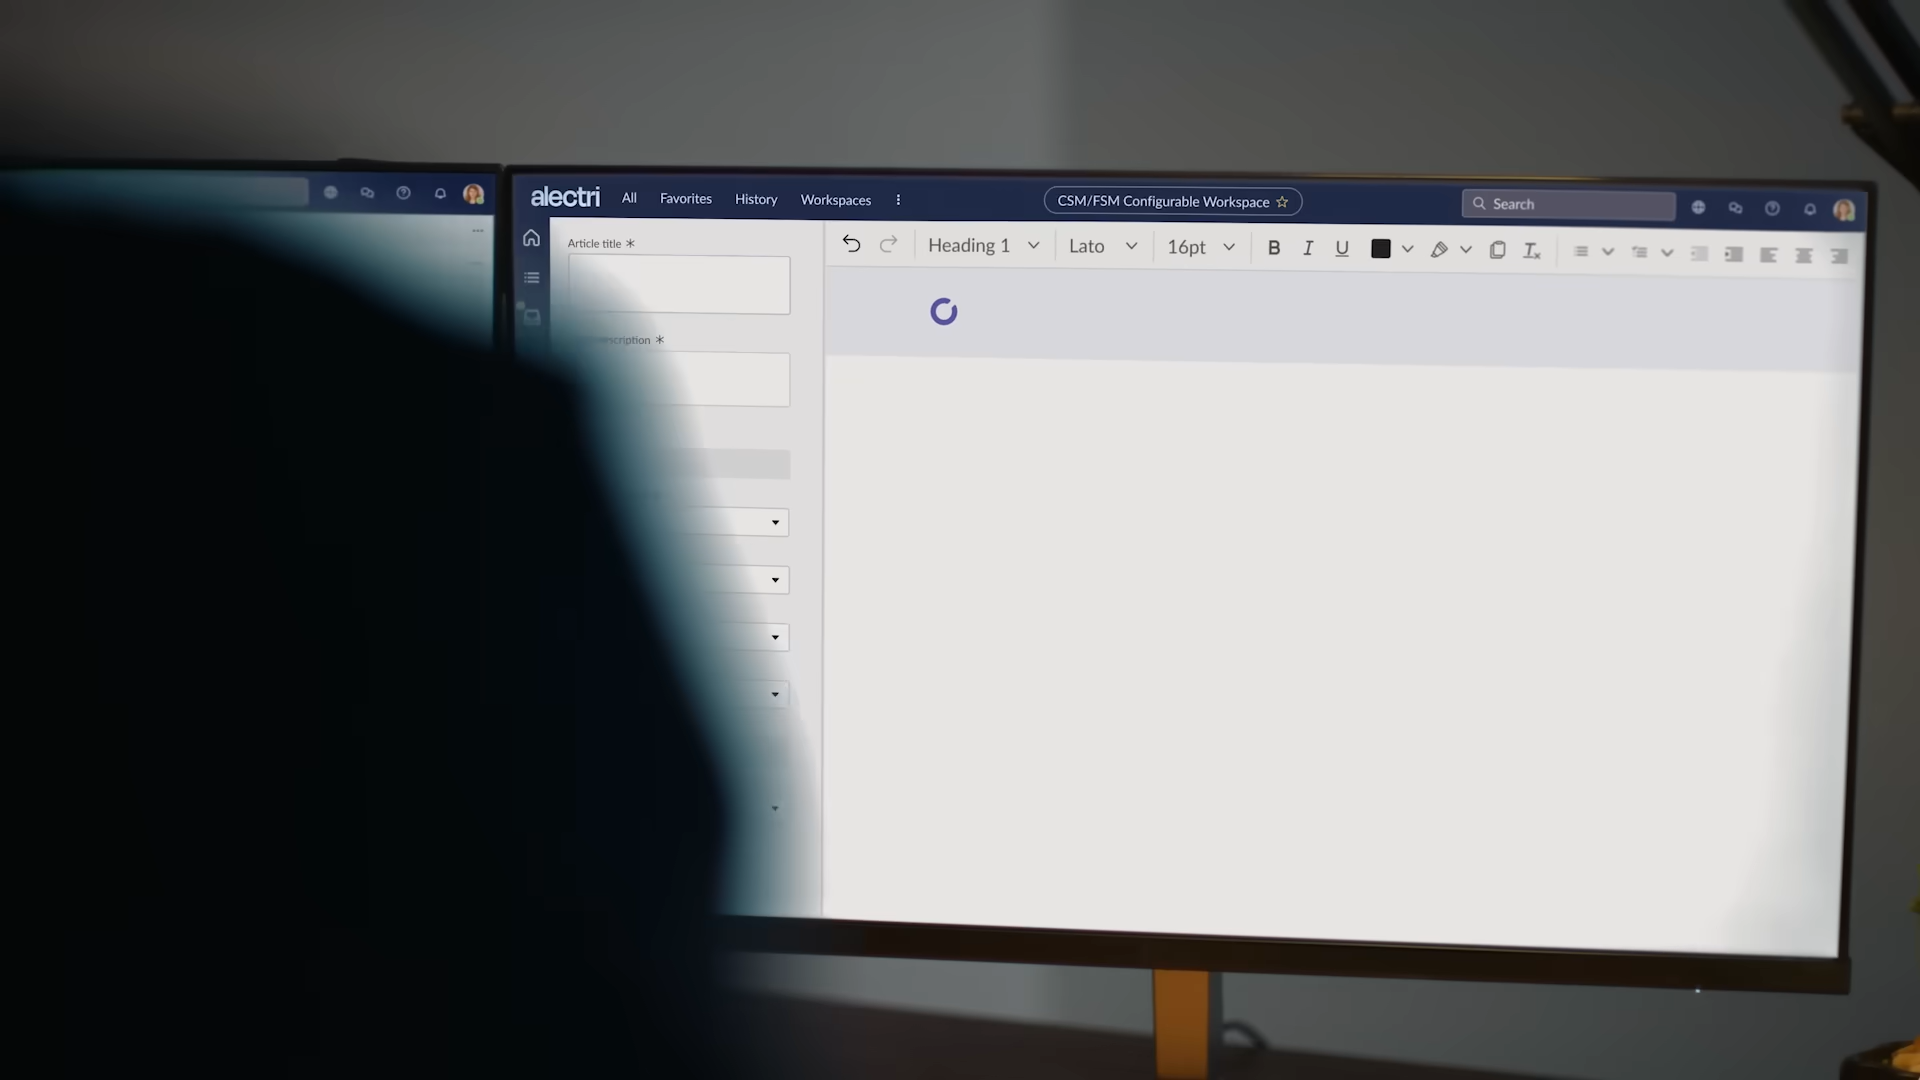 alectri All Favorites History Workspaces CSM/FSM Configurable Workspace Search
Article title *
Heading 1 Lato 16pt B I U